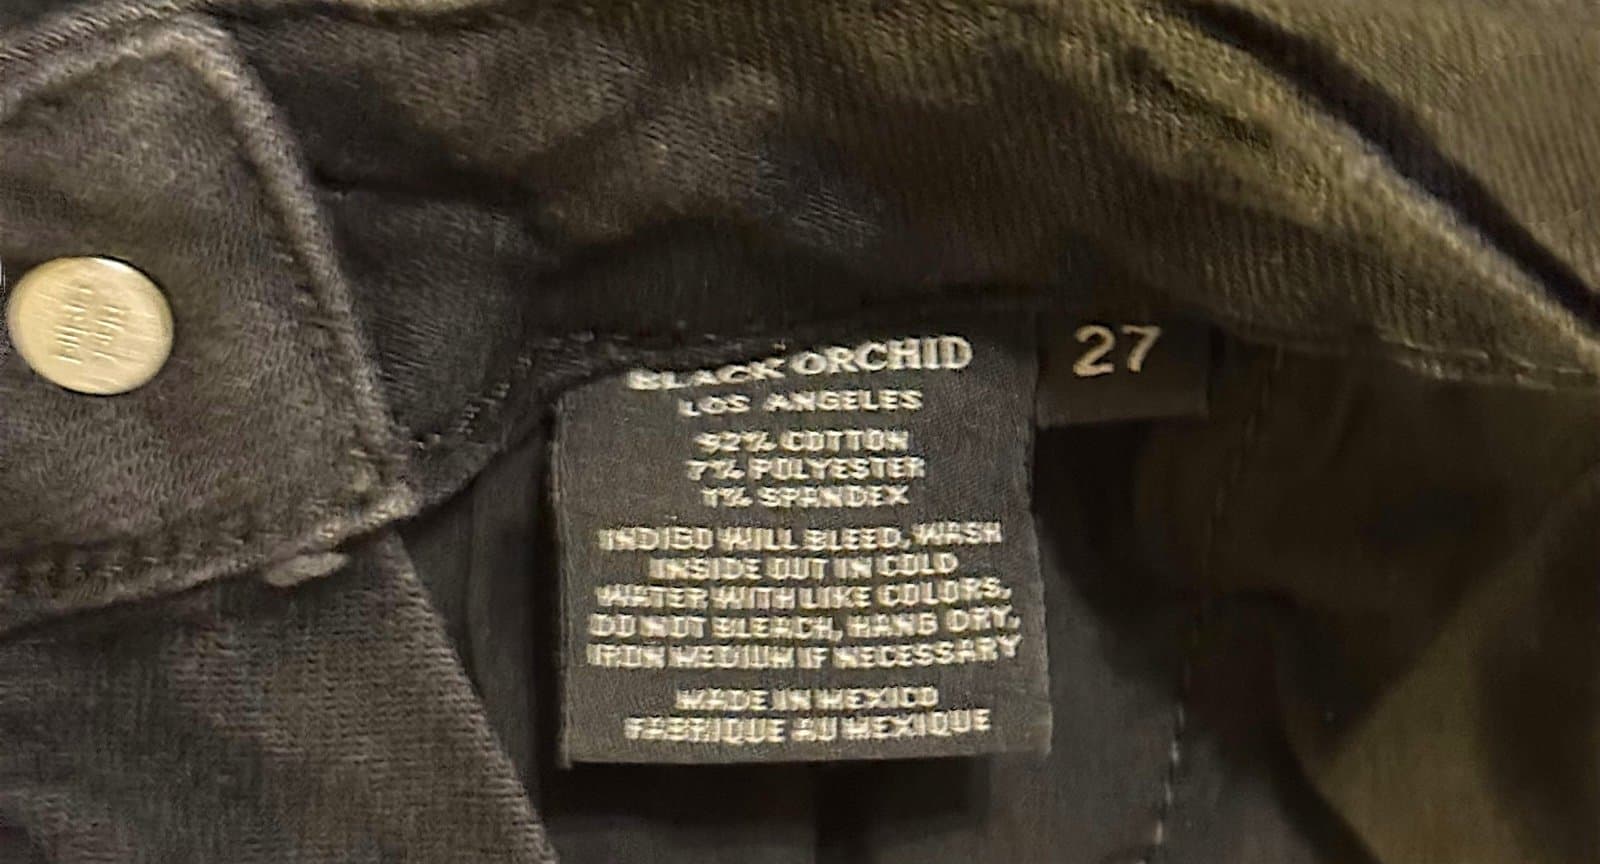 BLACK ORCHID
27
LOS ANGELES
92% COTTON
7% POLYESTER
1% SPANDEX
INDIGO WILL BLEED, WASH
INSIDE OUT IN COLD
WATER WITH LIKE COLORS,
DO NOT BLEACH, HANG DRY,
IRON MEDIUM IF NECESSARY
MADE IN MEXICO
FABRIQUE AU MEXIQUE